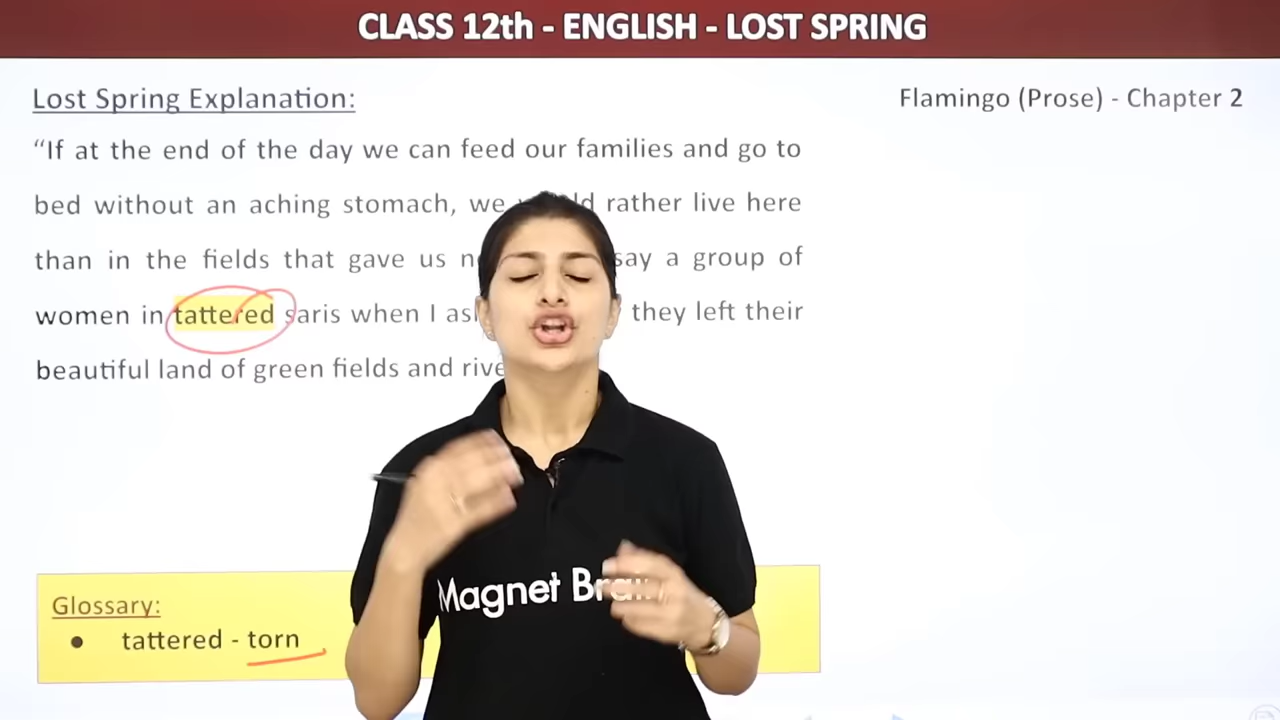 CLASS 12th - ENGLISH - LOST SPRING
Lost Spring Explanation:
Flamingo (Prose) - Chapter 2
“If at the end of the day we can feed our families and go to
bed without an aching stomach, we rather live here
than in the fields that gave us say a group of
women in tattered saris when I they left their
beautiful land of green fields and
Magnet
Glossary:
● tattered - torn